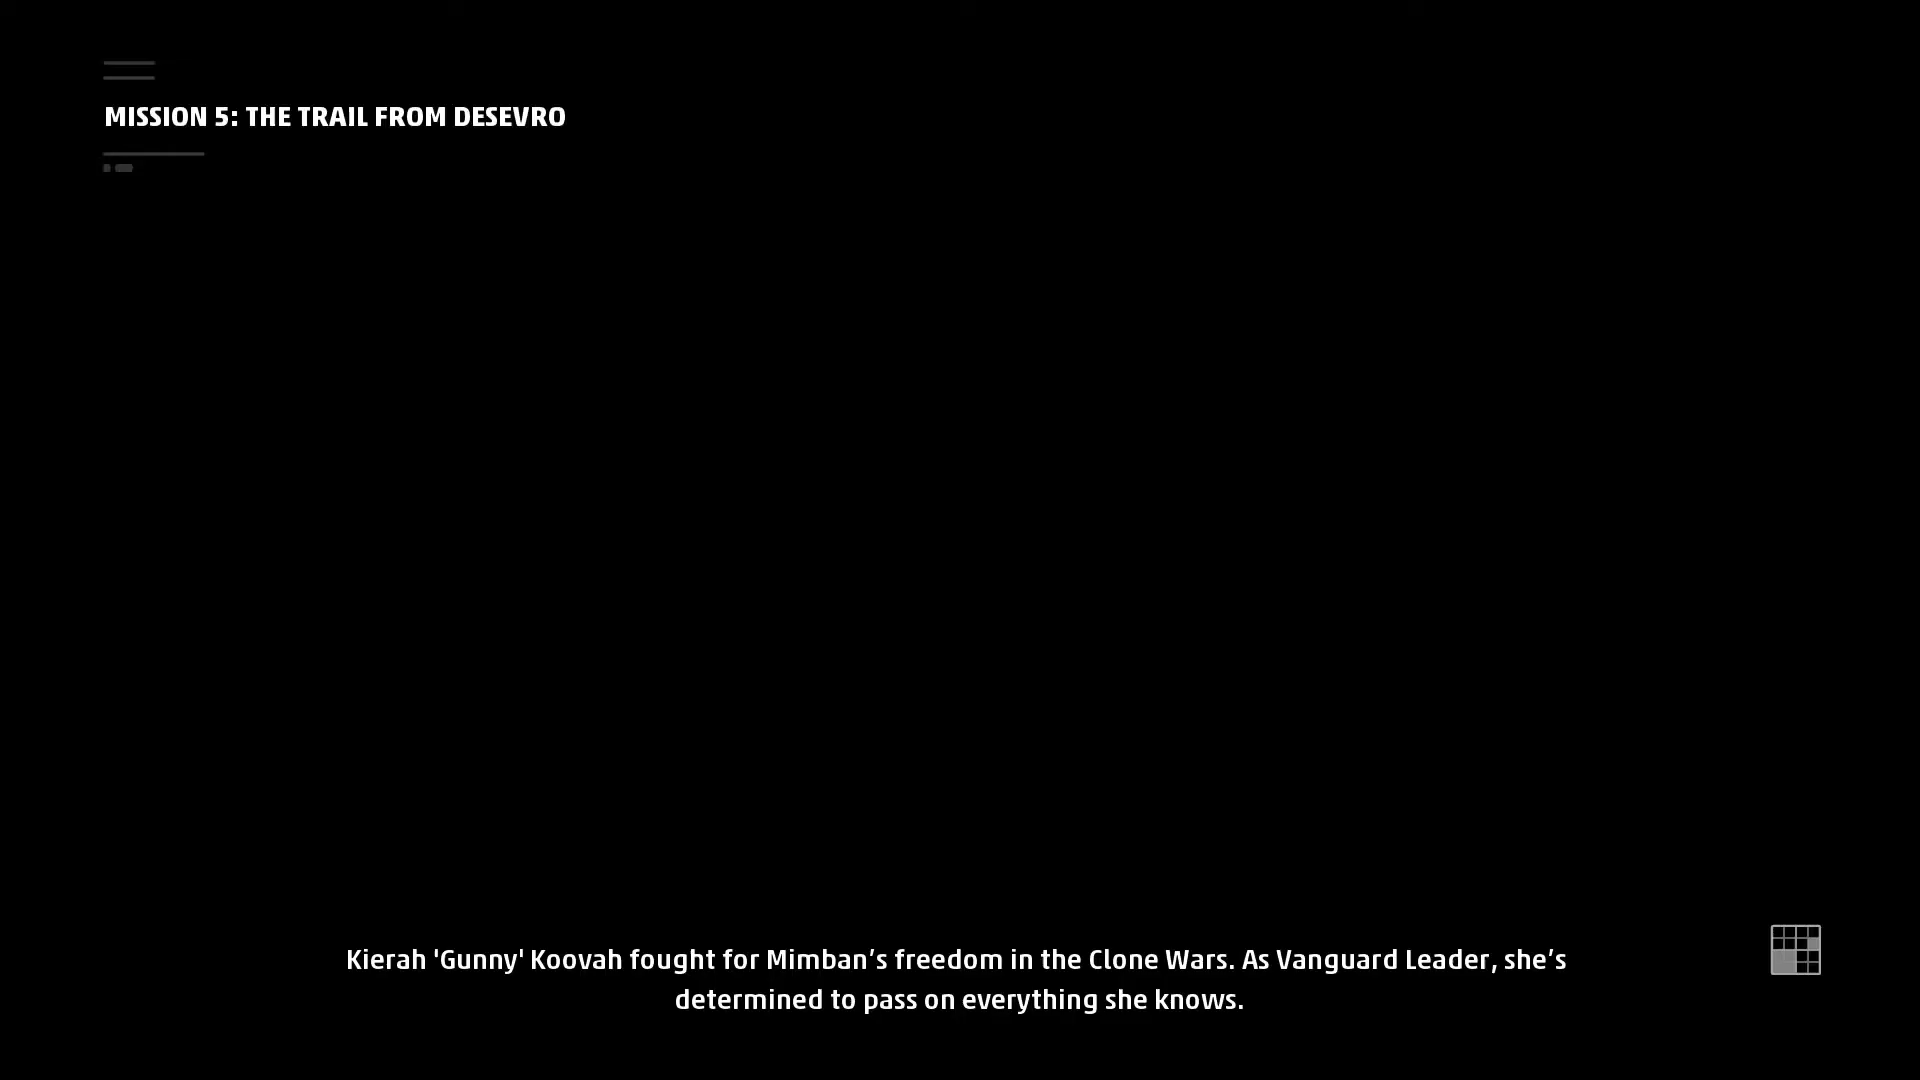 MISSION 5: THE TRAIL FROM DESEVRO
Kierah 'Gunny' Koovah fought for Mimban’s freedom in the Clone Wars. As Vanguard Leader, she’s
determined to pass on everything she knows.